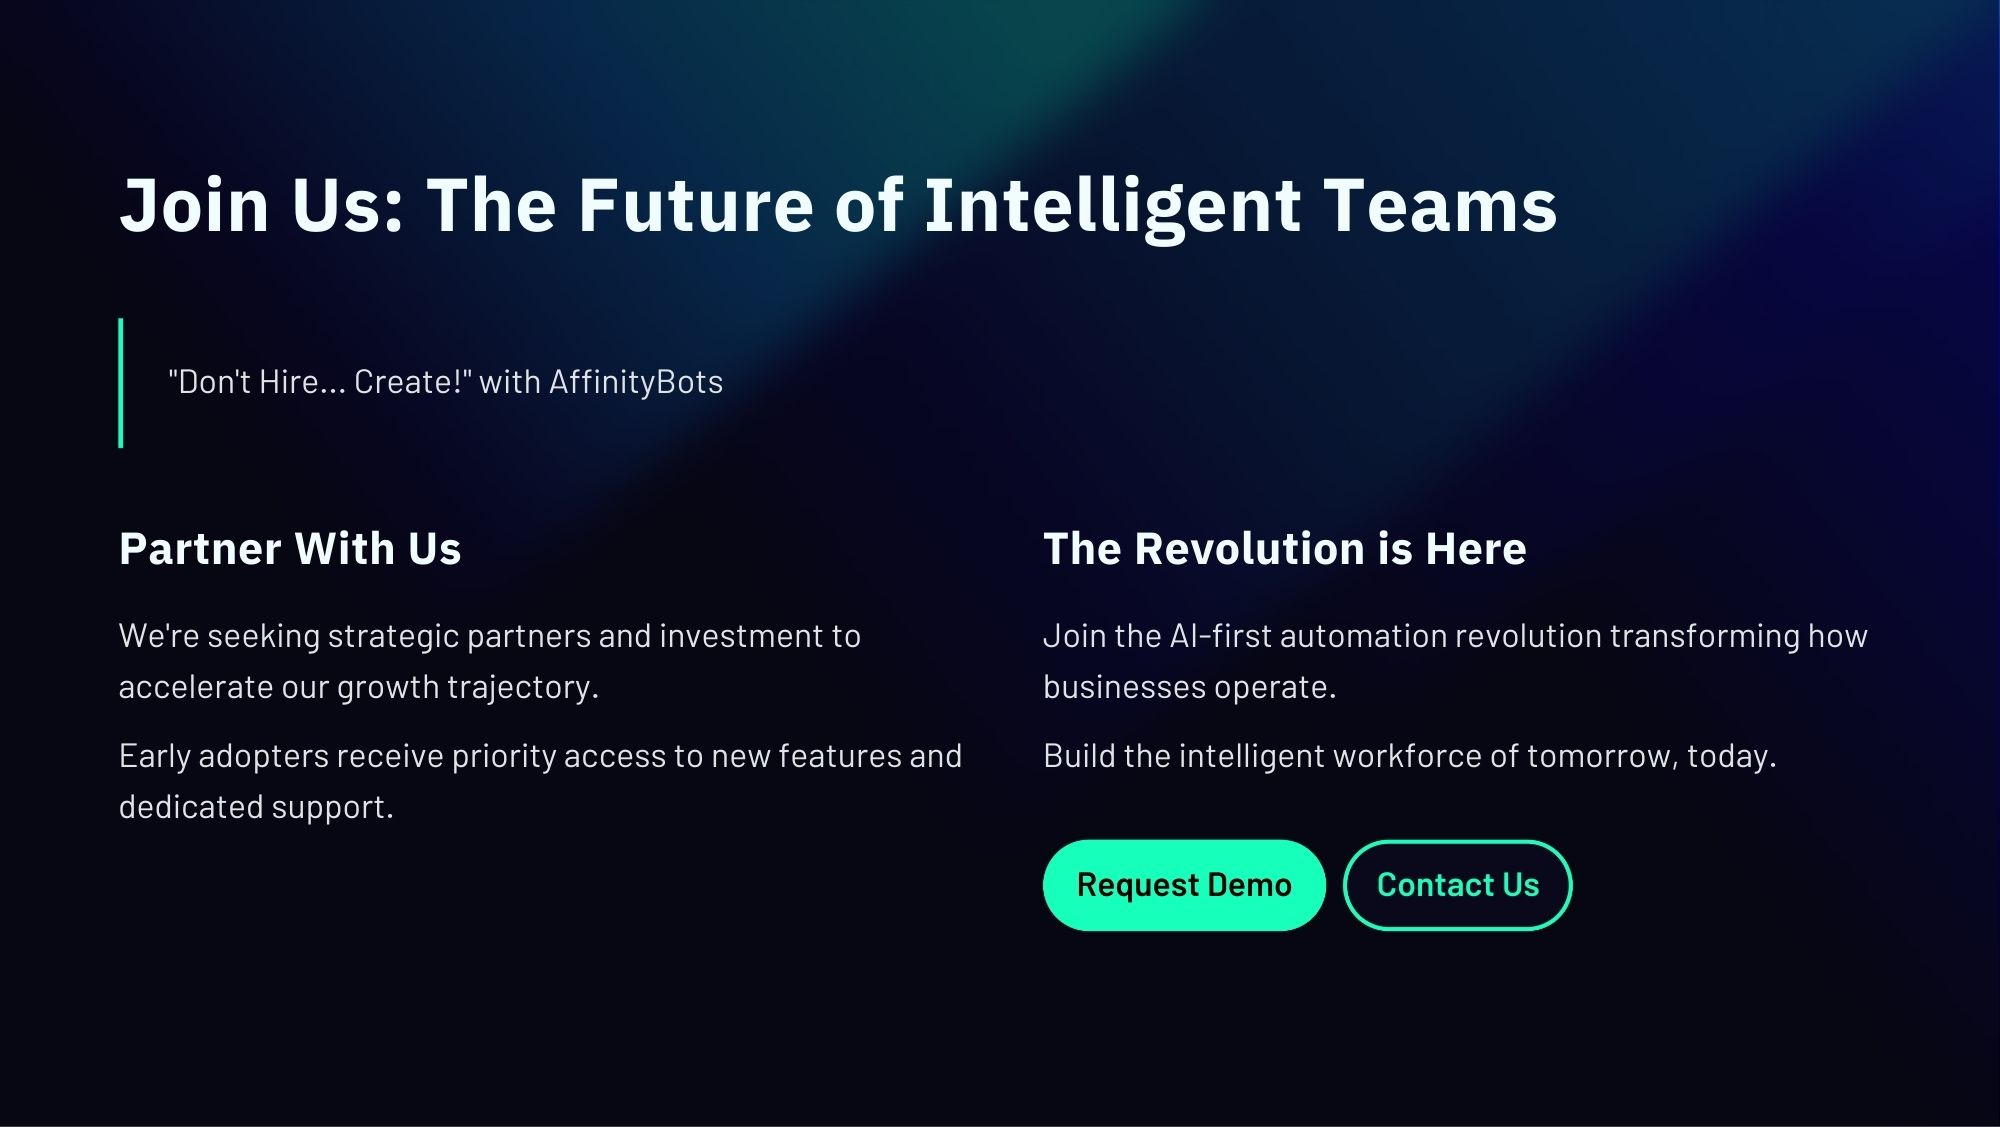 Join Us: The Future of Intelligent Teams
"Don't Hire... Create!" with AffinityBots
Partner With Us
We're seeking strategic partners and investment to
accelerate our growth trajectory.
Early adopters receive priority access to new features and
dedicated support.
The Revolution is Here
Join the AI-first automation revolution transforming how
businesses operate.
Build the intelligent workforce of tomorrow, today.
Request Demo
Contact Us